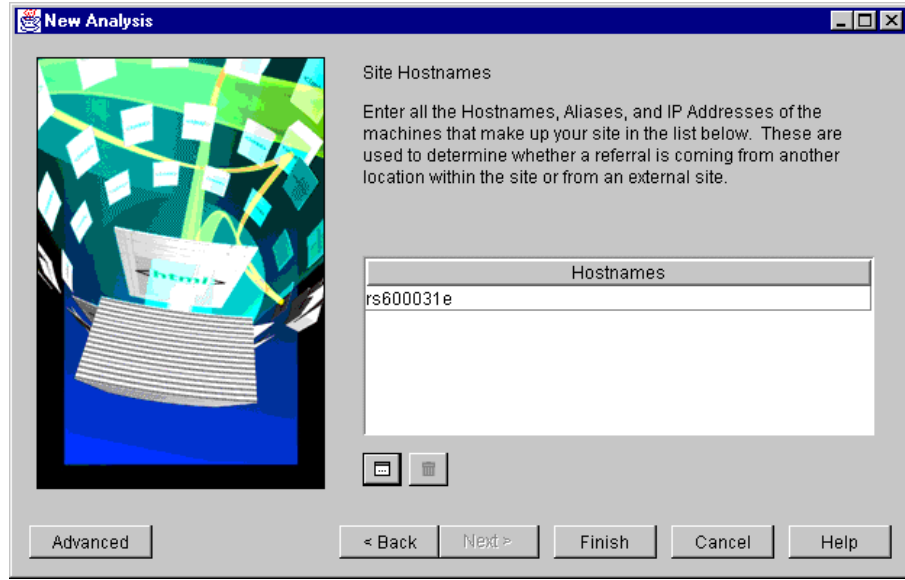 New Analysis
Site Hostnames
Enter all the Hostnames, Aliases, and IP Addresses of the
machines that make up your site in the list below. These are
used to determine whether a referral is coming from another
location within the site or from an external site.
<html>
Hostnames
rs600031e
Advanced
< Back
Next >
Finish
Cancel
Help